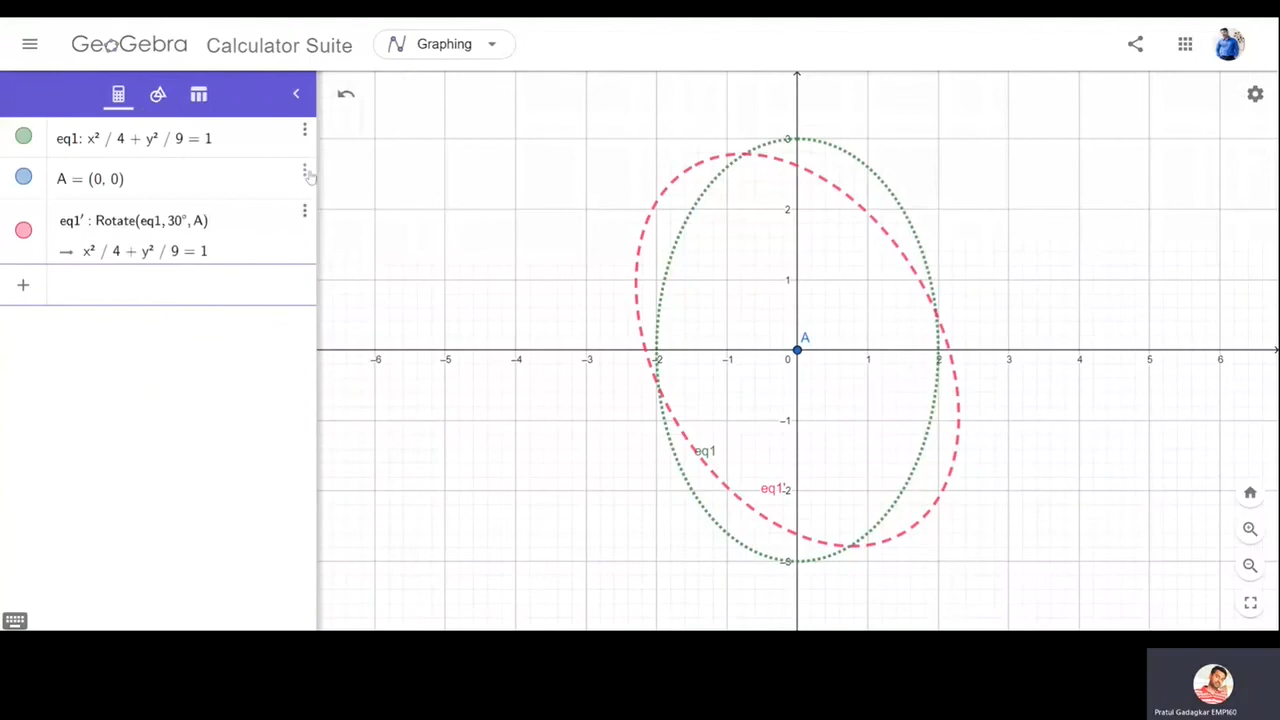 GeoGebra Calculator Suite Graphing
eq1: x² / 4 + y² / 9 = 1
A = (0, 0)
eq1′ : Rotate(eq1, 30°, A)
→ x² / 4 + y² / 9 = 1
3
2
1
A
−6 −5 −4 −3 −2 −1 0 1 2 3 4 5 6
−1
eq1
eq1′
−2
−3
Pratul Gadagkar EMP160